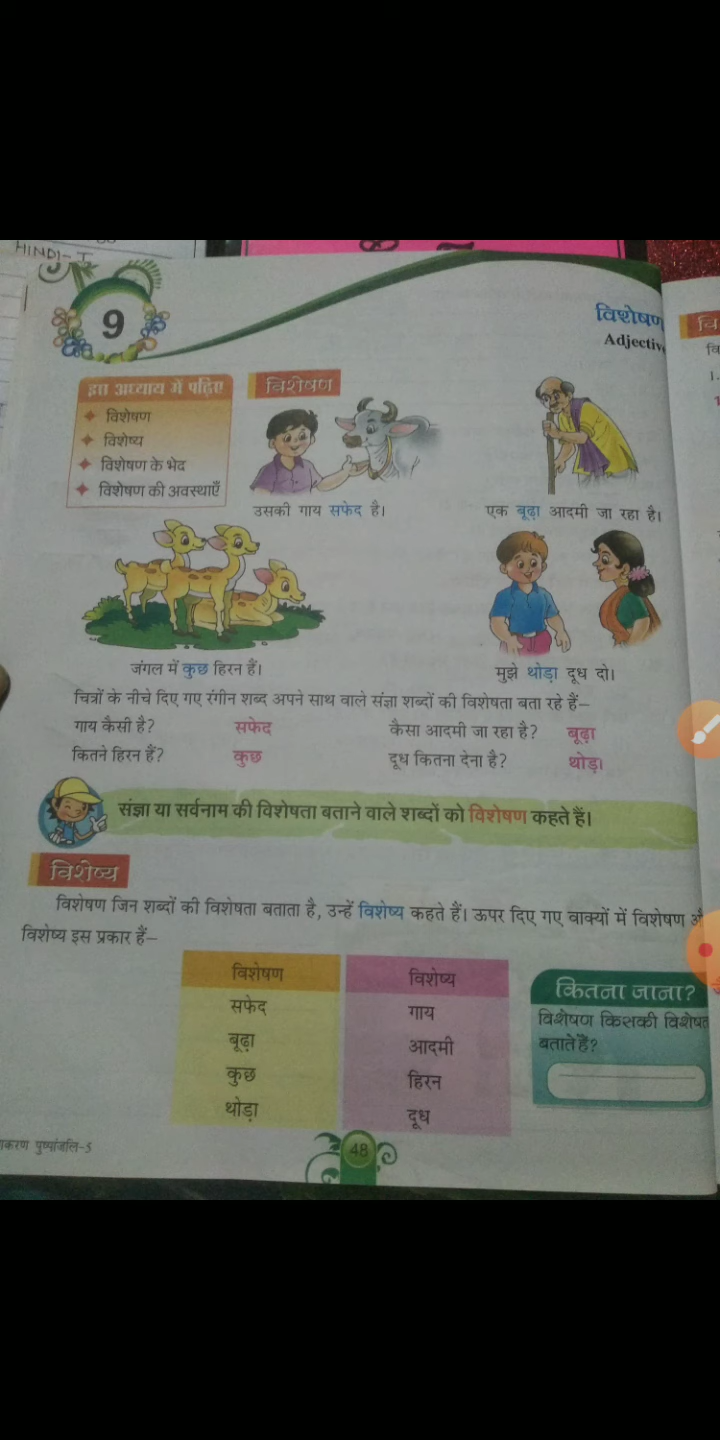 HINDI-I
9
विशेषण
Adjective
इस अध्याय में पढ़िए
विशेषण
विशेष्य
विशेषण के भेद
विशेषण की अवस्थाएँ
विशेषण
उसकी गाय सफेद है।
एक बूढ़ा आदमी जा रहा है।
जंगल में कुछ हिरन हैं।
मुझे थोड़ा दूध दो।
चित्रों के नीचे दिए गए रंगीन शब्द अपने साथ वाले संज्ञा शब्दों की विशेषता बता रहे हैं–
गाय कैसी है? सफेद कैसा आदमी जा रहा है? बूढ़ा
कितने हिरन हैं? कुछ दूध कितना देना है? थोड़ा
संज्ञा या सर्वनाम की विशेषता बताने वाले शब्दों को विशेषण कहते हैं।
विशेष्य
विशेषण जिन शब्दों की विशेषता बताता है, उन्हें विशेष्य कहते हैं। ऊपर दिए गए वाक्यों में विशेषण
विशेष्य इस प्रकार हैं–
विशेषण विशेष्य
सफेद गाय
बूढ़ा आदमी
कुछ हिरन
थोड़ा दूध
कितना जाना?
विशेषण किसकी विशेषता
बताते हैं?
पुष्पांजलि-5
48